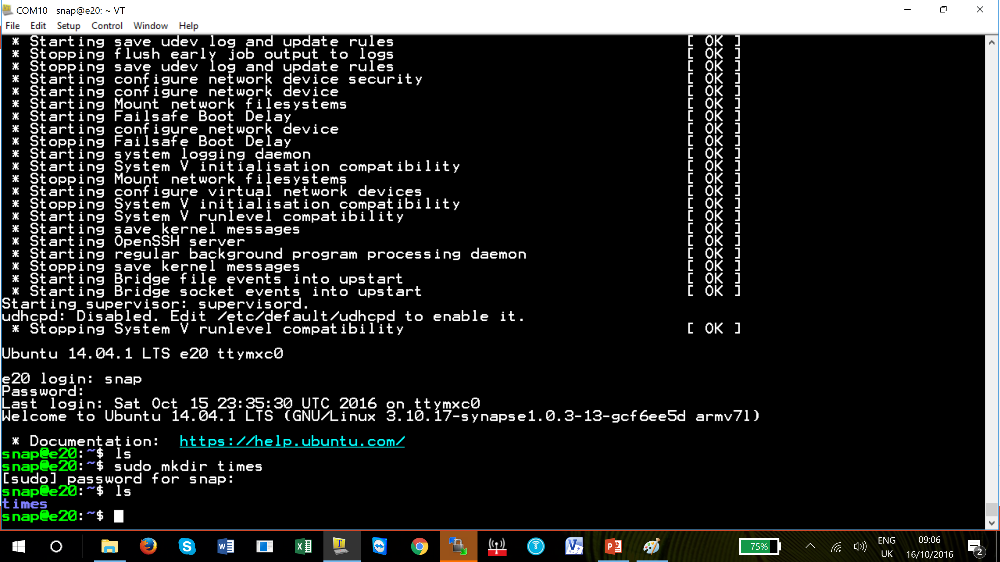 COM10 - snap@e20: ~ VT
File Edit Setup Control Window Help
* Starting save udev log and update rules [ OK ]
* Stopping flush early job output to logs [ OK ]
* Stopping save udev log and update rules [ OK ]
* Starting configure network device security [ OK ]
* Starting configure network device [ OK ]
* Starting Mount network filesystems [ OK ]
* Starting Failsafe Boot Delay [ OK ]
* Starting configure network device [ OK ]
* Stopping Failsafe Boot Delay [ OK ]
* Starting system logging daemon [ OK ]
* Starting System V initialisation compatibility [ OK ]
* Stopping Mount network filesystems [ OK ]
* Starting configure virtual network devices [ OK ]
* Stopping System V initialisation compatibility [ OK ]
* Starting System V runlevel compatibility [ OK ]
* Starting save kernel messages [ OK ]
* Starting OpenSSH server [ OK ]
* Starting regular background program processing daemon [ OK ]
* Stopping save kernel messages [ OK ]
* Starting Bridge file events into upstart [ OK ]
* Starting Bridge socket events into upstart [ OK ]
Starting supervisor: supervisord.
udhcpd: Disabled. Edit /etc/default/udhcpd to enable it.
* Stopping System V runlevel compatibility [ OK ]
Ubuntu 14.04.1 LTS e20 ttymxc0
e20 login: snap
Password:
Last login: Sat Oct 15 23:35:30 UTC 2016 on ttymxc0
Welcome to Ubuntu 14.04.1 LTS (GNU/Linux 3.10.17-synapse1.0.3-13-gcf6ee5d armv7l)
* Documentation: https://help.ubuntu.com/
snap@e20:~$ ls
snap@e20:~$ sudo mkdir times
[sudo] password for snap:
snap@e20:~$ ls
times
snap@e20:~$
75%
ENG
UK
09:06
16/10/2016
2